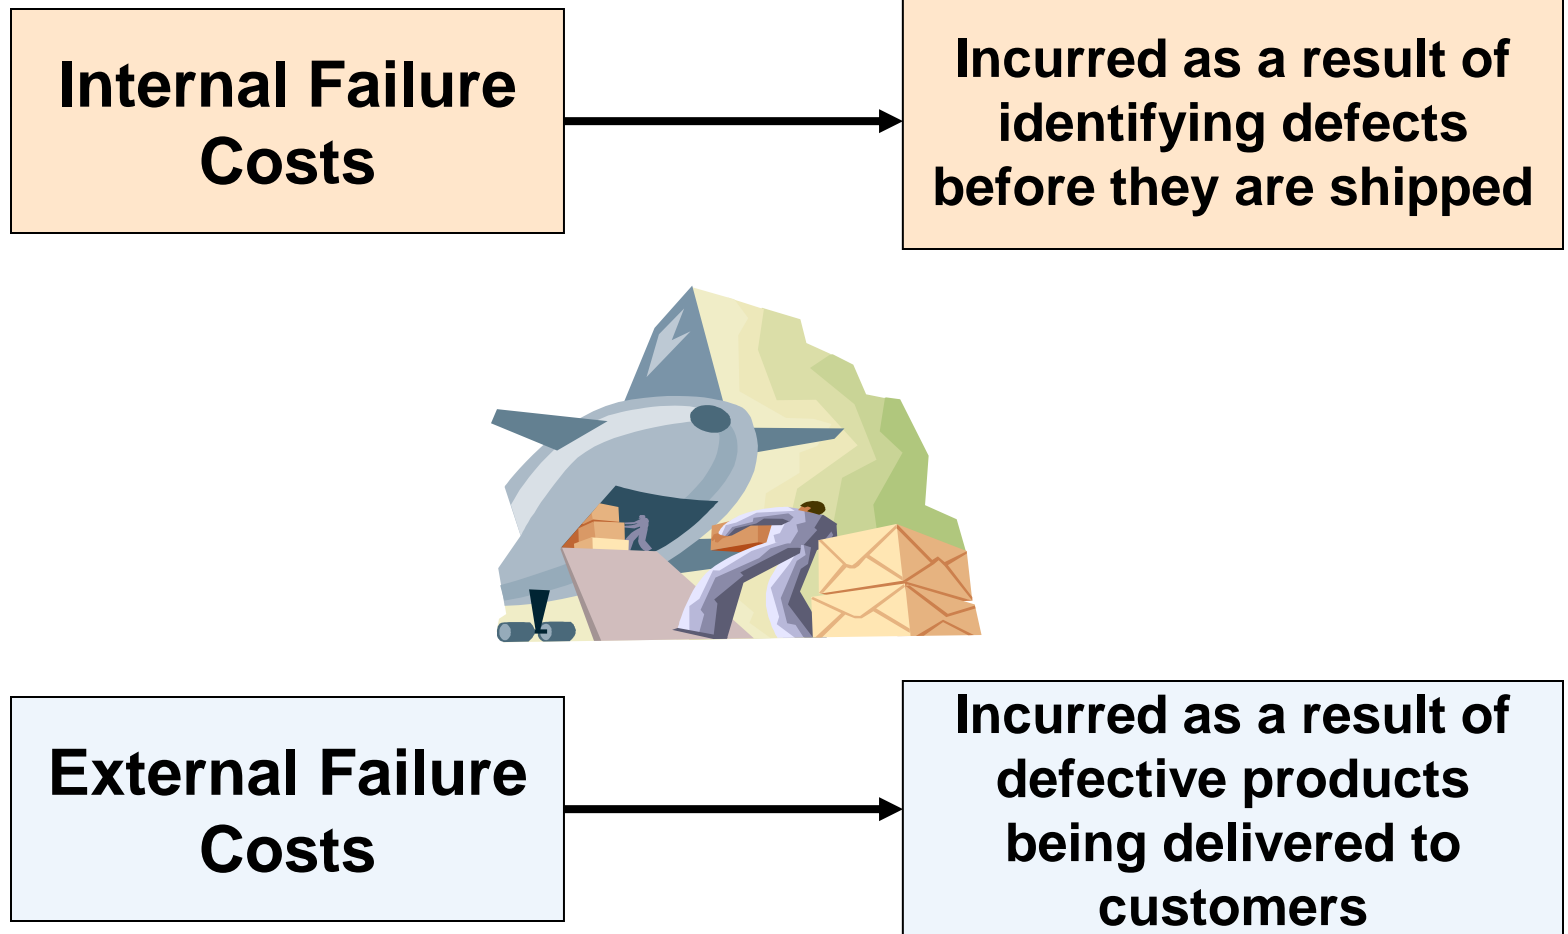 Internal Failure
Costs
Incurred as a result of
identifying defects
before they are shipped
External Failure
Costs
Incurred as a result of
defective products
being delivered to
customers